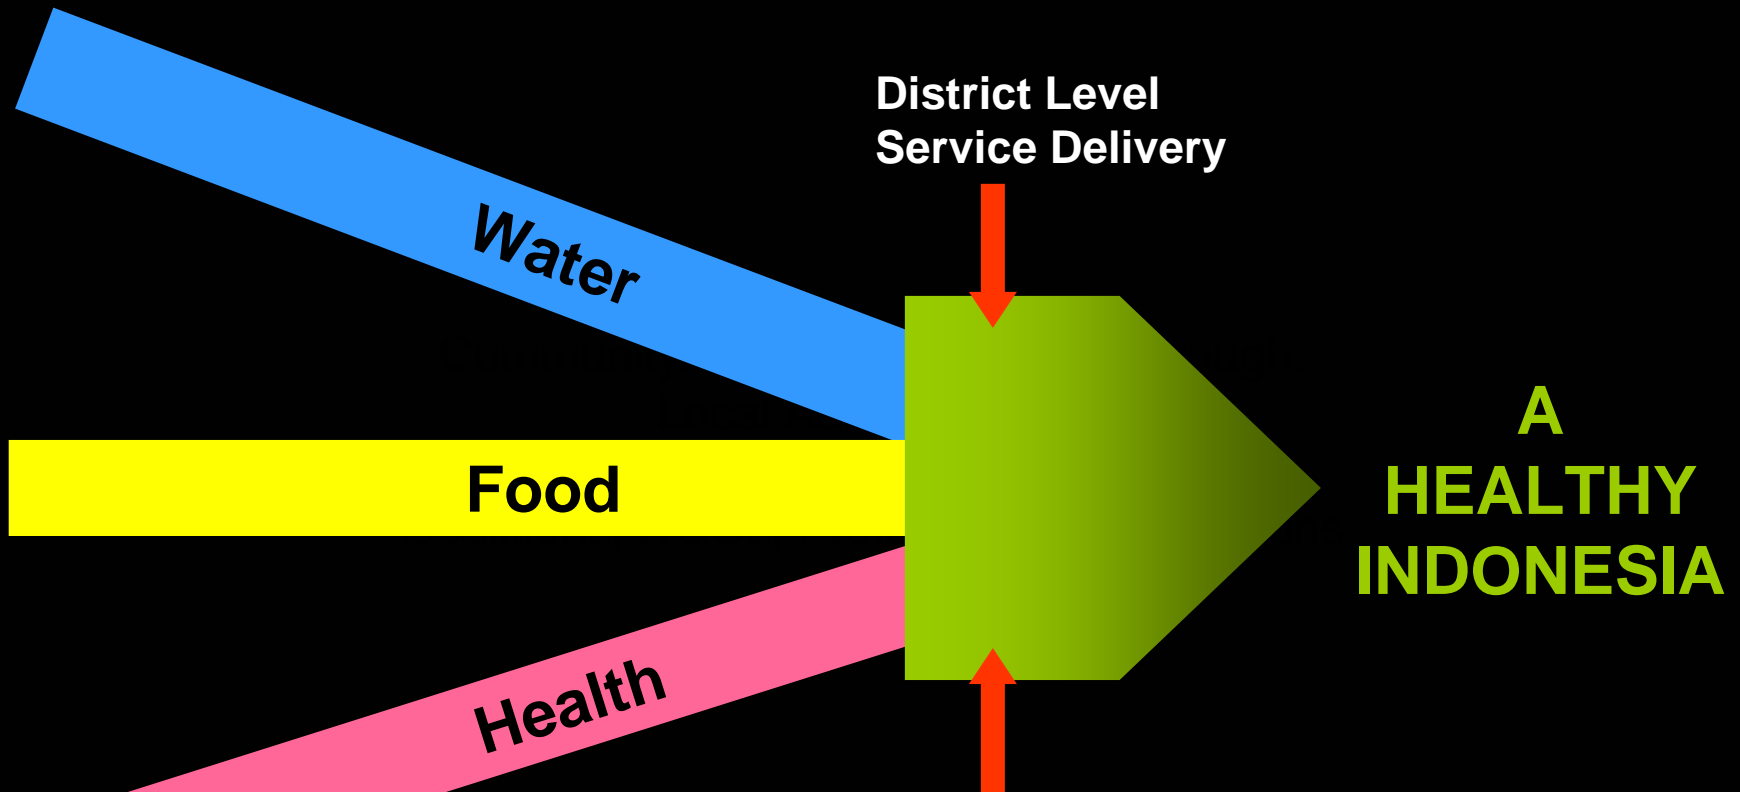 District Level
Service Delivery
Water
Food
Health
A
HEALTHY
INDONESIA